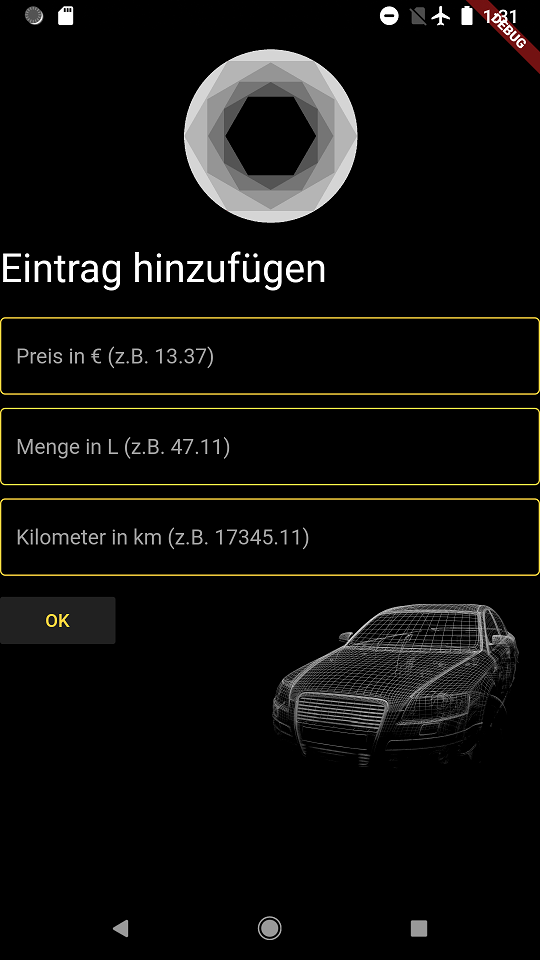 1:31
DEBUG
Eintrag hinzufügen
Preis in € (z.B. 13.37)
Menge in L (z.B. 47.11)
Kilometer in km (z.B. 17345.11)
OK